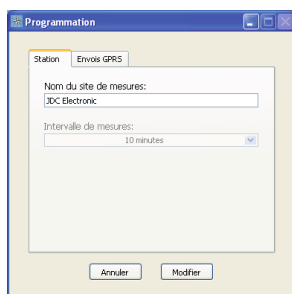 Programmation
Station Envois GPRS
Nom du site de mesures:
JDC Electronic
Intervalle de mesures:
10 minutes
Annuler Modifier